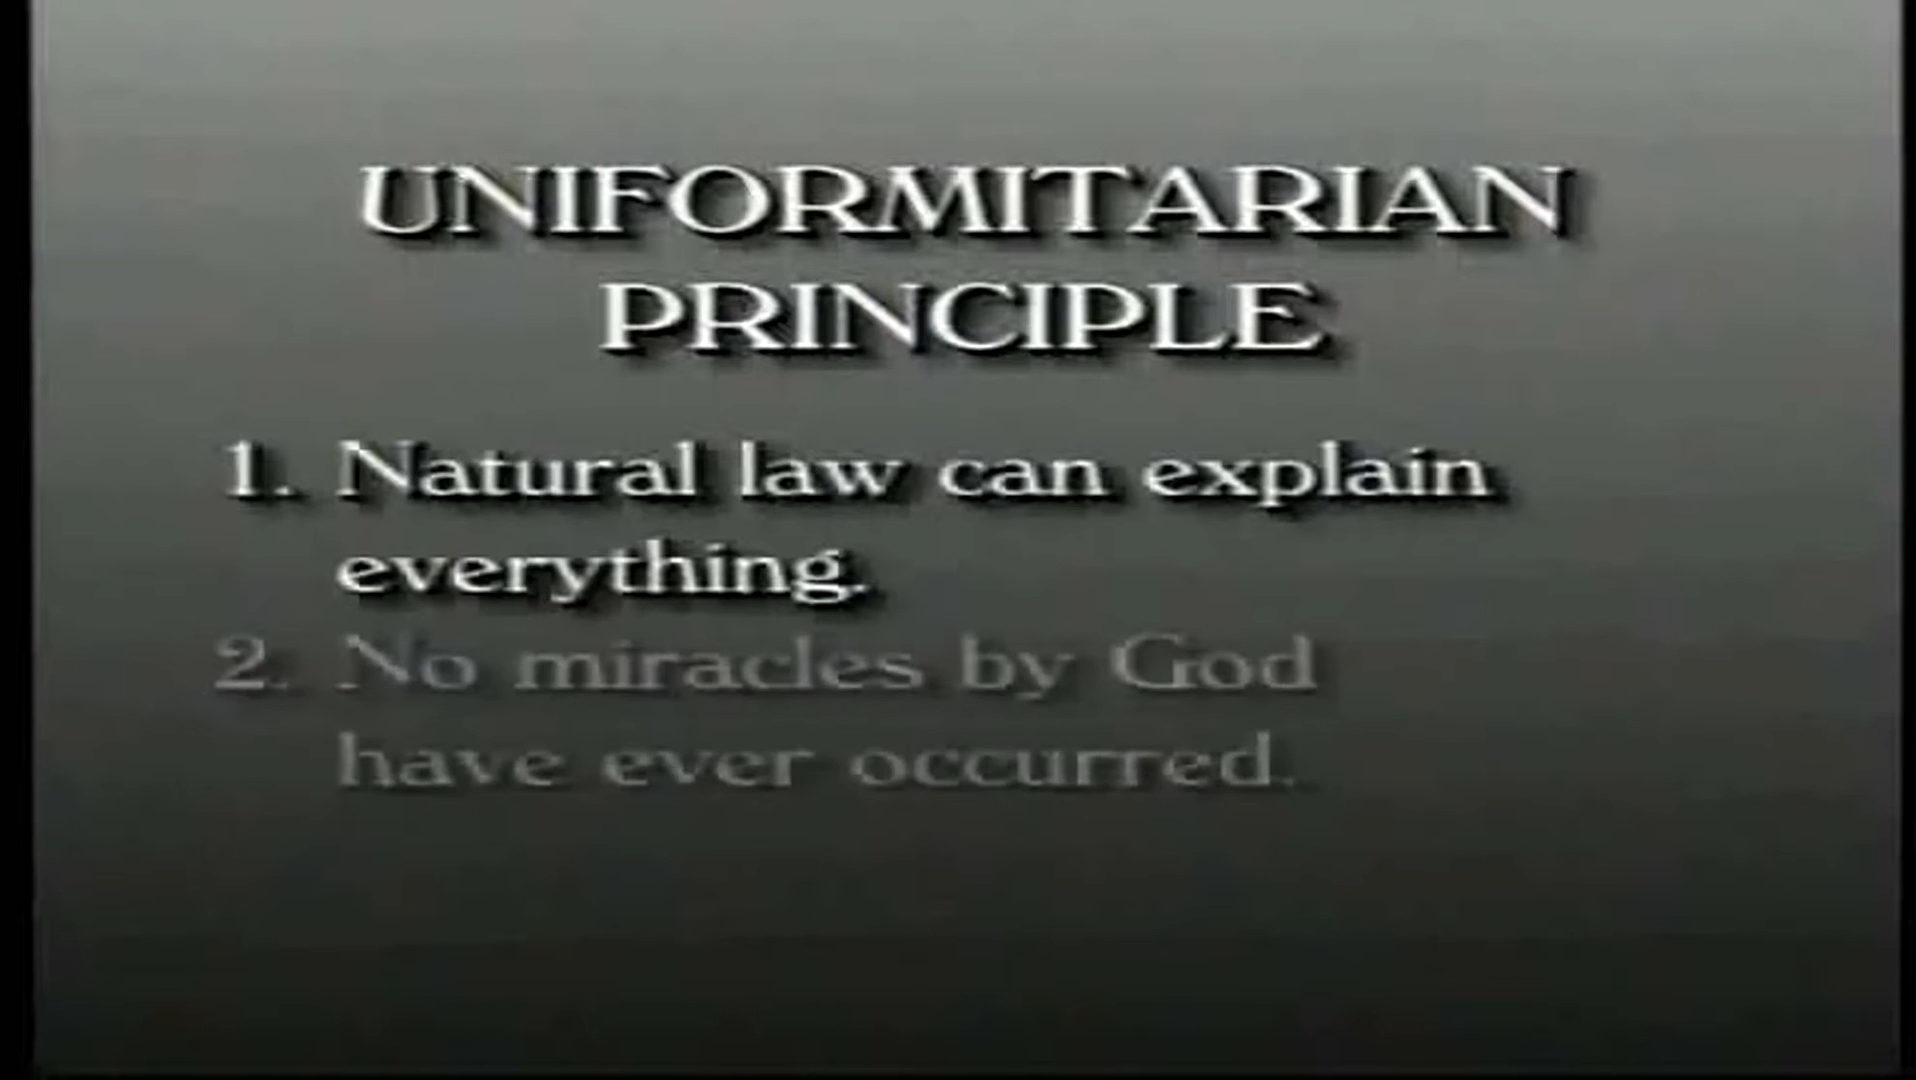 UNIFORMITARIAN
PRINCIPLE
1. Natural law can explain
everything.
2. No miracles by God
have ever occurred.